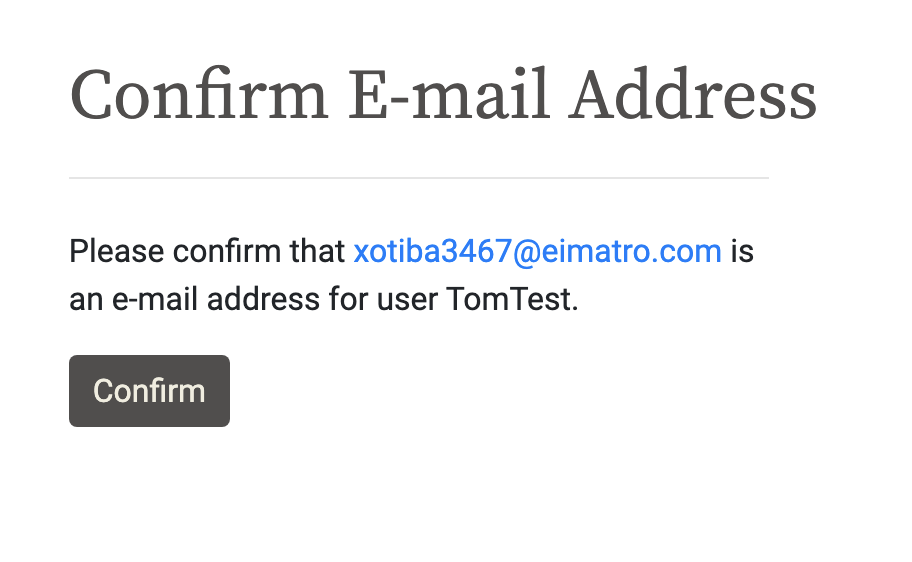 Confirm E-mail Address
Please confirm that xotiba3467@eimatro.com is
an e-mail address for user TomTest.
Confirm